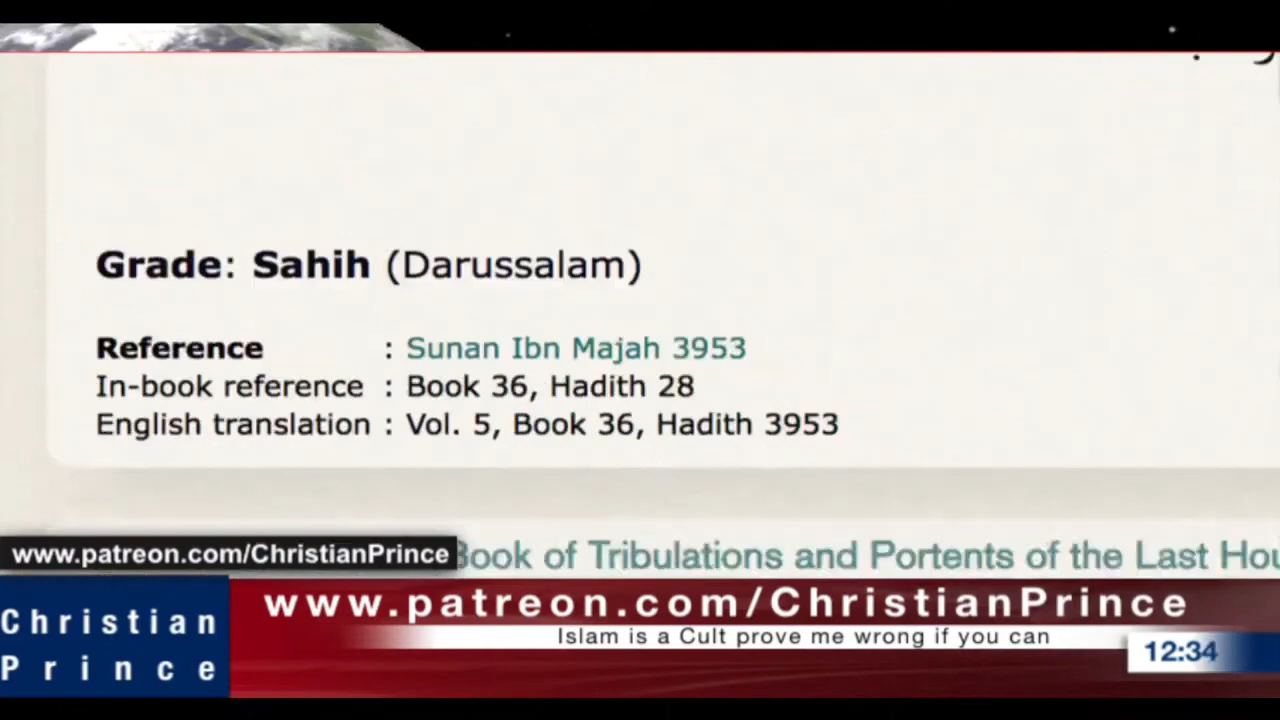 Grade: Sahih (Darussalam)
Reference : Sunan Ibn Majah 3953
In-book reference : Book 36, Hadith 28
English translation : Vol. 5, Book 36, Hadith 3953
www.patreon.com/ChristianPrince
Book of Tribulations and Portents of the Last Hou
Christian
Prince
www.patreon.com/ChristianPrince
Islam is a Cult prove me wrong if you can
12:34